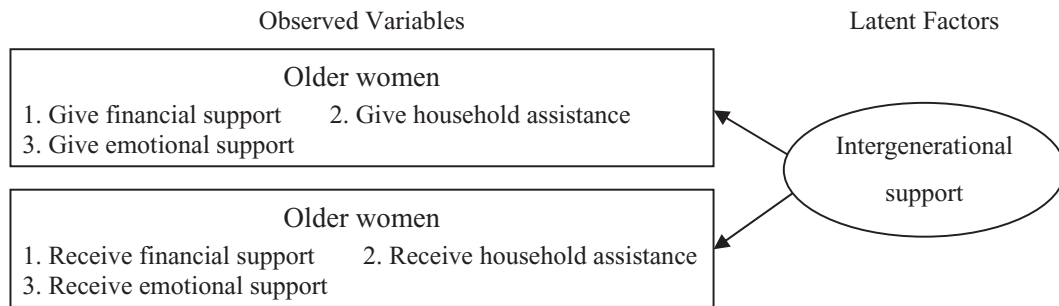 Observed Variables
Latent Factors
Older women
1. Give financial support 2. Give household assistance
3. Give emotional support
Intergenerational
support
Older women
1. Receive financial support 2. Receive household assistance
3. Receive emotional support